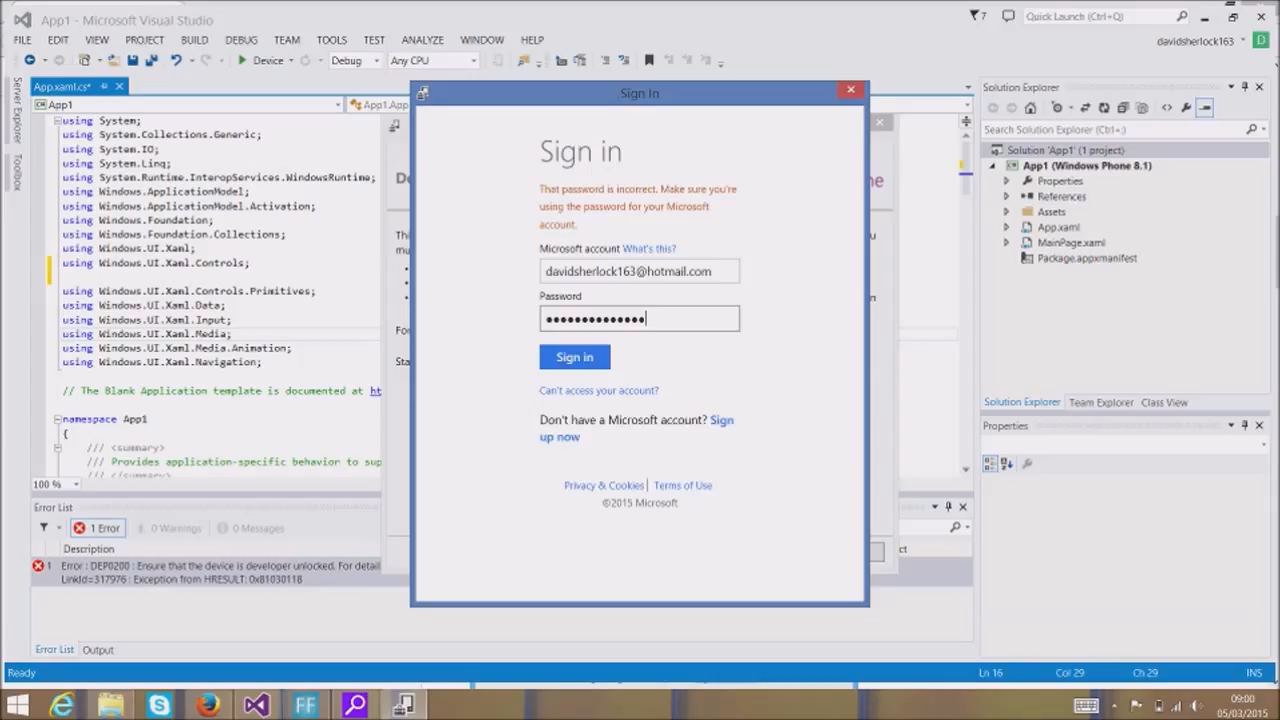 App1 - Microsoft Visual Studio
7
Quick Launch (Ctrl+Q)
FILE EDIT VIEW PROJECT BUILD DEBUG TEAM TOOLS TEST ANALYZE WINDOW HELP
davidsherlock163
D
Device
Debug
Any CPU
Server Explorer
Toolbox
App.xaml.cs*
App1
App1.App
using System;
using System.Collections.Generic;
using System.IO;
using System.Linq;
using System.Runtime.InteropServices.WindowsRuntime;
using Windows.ApplicationModel;
using Windows.ApplicationModel.Activation;
using Windows.Foundation;
using Windows.Foundation.Collections;
using Windows.UI.Xaml;
using Windows.UI.Xaml.Controls;
using Windows.UI.Xaml.Controls.Primitives;
using Windows.UI.Xaml.Data;
using Windows.UI.Xaml.Input;
using Windows.UI.Xaml.Media;
using Windows.UI.Xaml.Media.Animation;
using Windows.UI.Xaml.Navigation;
// The Blank Application template is documented at
namespace App1
{
/// <summary>
/// Provides application-specific behavior to sup
/// </summary>
100 %
Sign In
Sign in
That password is incorrect. Make sure you're
using the password for your Microsoft
account.
Microsoft account What's this?
davidsherlock163@hotmail.com
Password
••••••••••••••
Sign in
Can't access your account?
Don't have a Microsoft account? Sign
up now
Privacy & Cookies | Terms of Use
©2015 Microsoft
Solution Explorer
Search Solution Explorer (Ctrl+;)
Solution 'App1' (1 project)
App1 (Windows Phone 8.1)
Properties
References
Assets
App.xaml
MainPage.xaml
Package.appxmanifest
Solution Explorer Team Explorer Class View
Properties
Error List
1 Error
0 Warnings
0 Messages
Description
1 Error : DEP0200 : Ensure that the device is developer unlocked. For detail
LinkId=317976 : Exception from HRESULT: 0x81030118
Error List Output
Ready
Ln 16
Col 29
Ch 29
INS
FF
09:00
05/03/2015